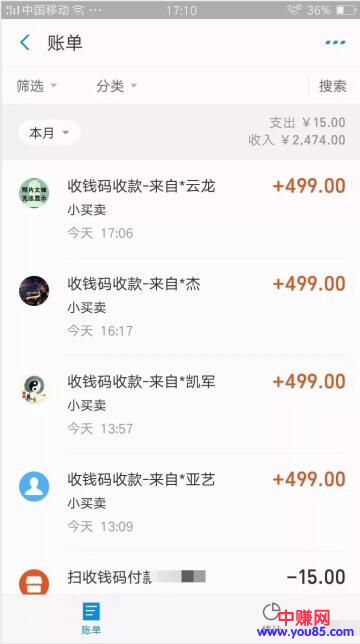 中国移动 17:10 36%
账单
筛选 分类 搜索
本月 支出 ￥15.00
收入 ￥2,474.00
照片太帅
无法显示
收钱码收款-来自*云龙 +499.00
小买卖
今天 17:06
收钱码收款-来自*杰 +499.00
小买卖
今天 16:17
收钱码收款-来自*凯军 +499.00
小买卖
今天 13:57
收钱码收款-来自*亚艺 +499.00
小买卖
今天 13:09
扫收钱码付款 -15.00
账单
中赚网
www.you85.com